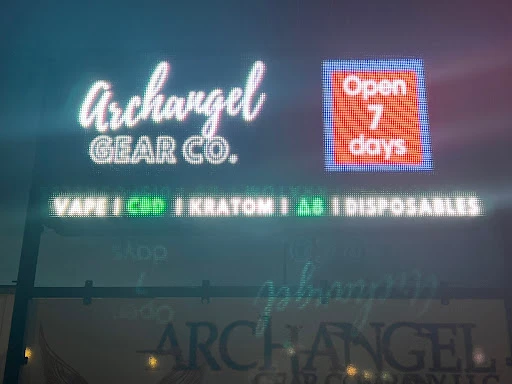 Archangel
GEAR CO.
Open
7
days
VAPE | CBD | KRATOM | Δ8 | DISPOSABLES
ARCHANGEL